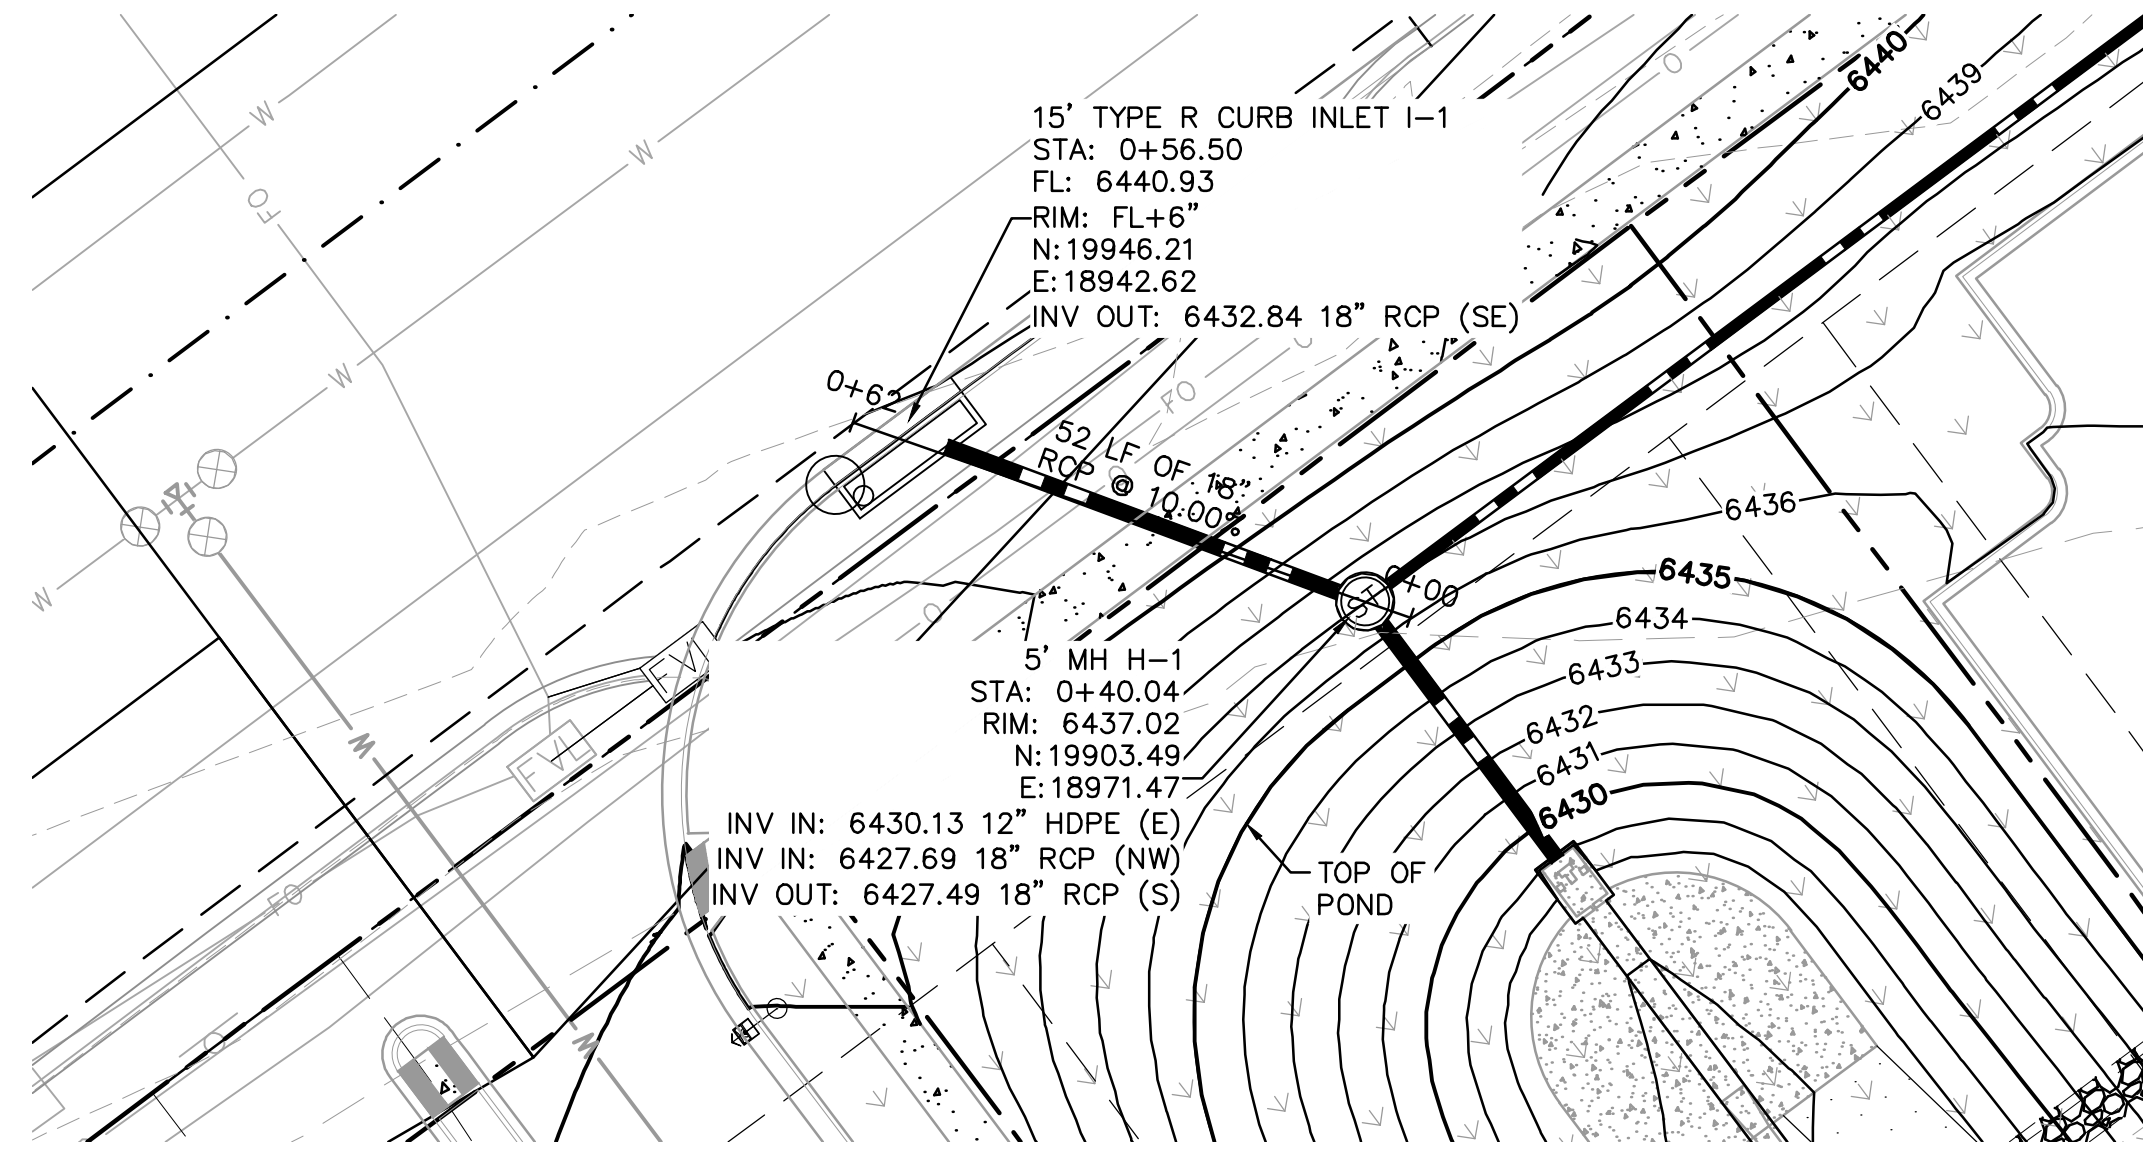 6440
6439
W
O
15' TYPE R CURB INLET I-1
STA: 0+56.50
FL: 6440.93
RIM: FL+6"
N:19946.21
E:18942.62
INV OUT: 6432.84 18" RCP (SE)
W
FO
W
0+62
FO
52 LF OF 18"
RCP @ 10.00%
O
6436
W
6435
0+00
ST
O
6434
FV
5' MH H-1
STA: 0+40.04
RIM: 6437.02
N:19903.49
E:18971.47
INV IN: 6430.13 12" HDPE (E)
INV IN: 6427.69 18" RCP (NW)
INV OUT: 6427.49 18" RCP (S)
6433
6432
6431
6430
W
FVL
TOP OF
POND
FO
O
W